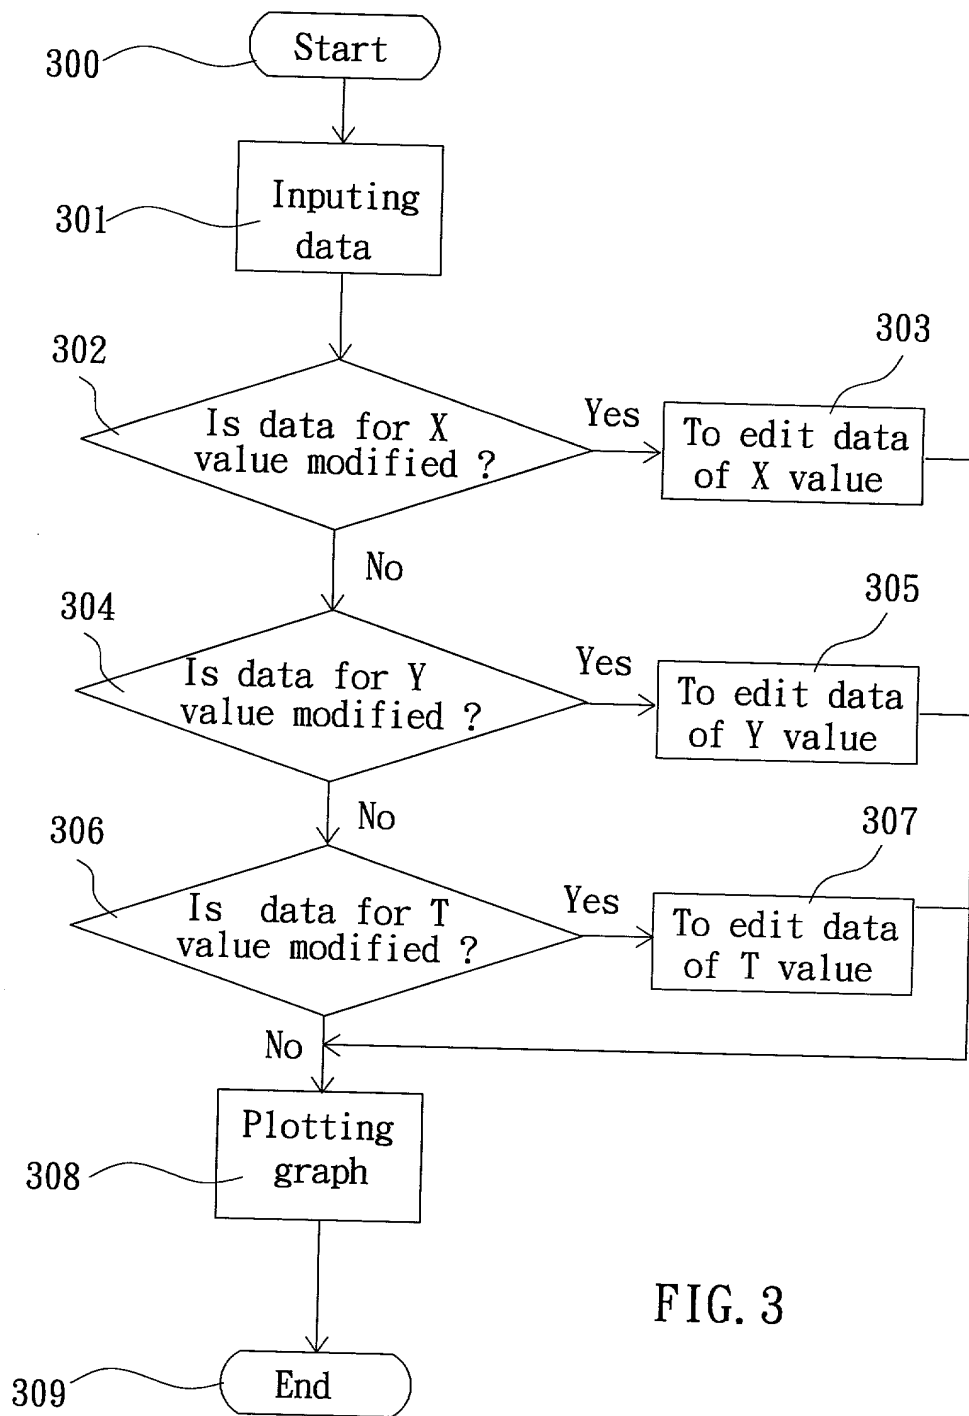 300
Start
301
Inputing
data
302
Is data for X
value modified ?
Yes
303
To edit data
of X value
No
304
Is data for Y
value modified ?
Yes
305
To edit data
of Y value
No
306
Is data for T
value modified ?
Yes
307
To edit data
of T value
No
308
Plotting
graph
309
End
FIG. 3